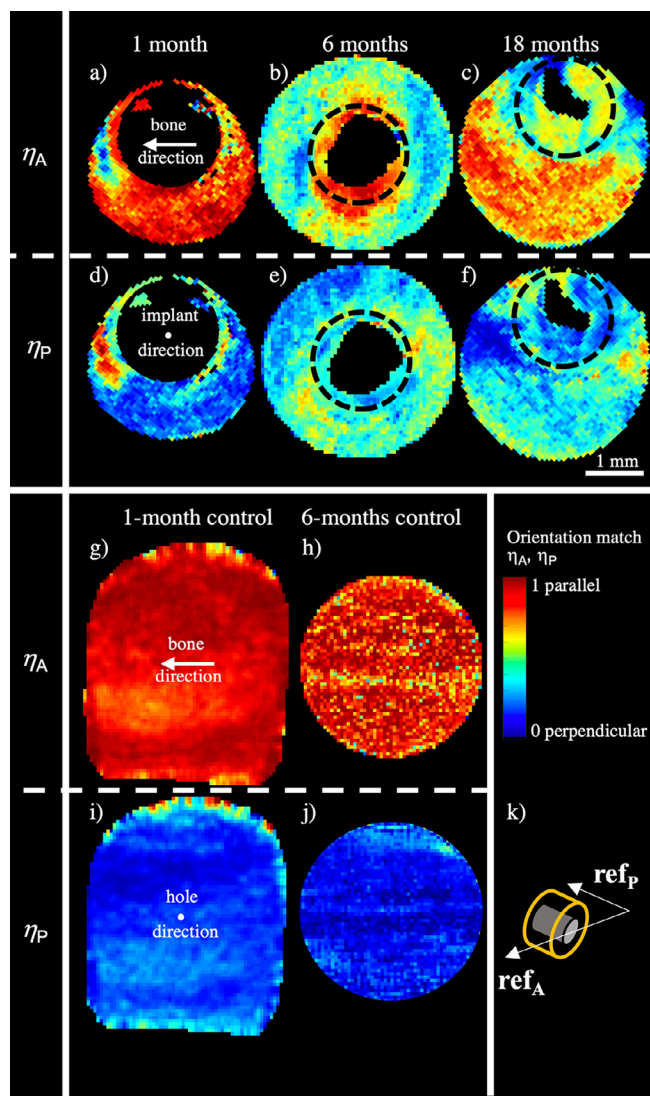 1 month 6 months 18 months
a) b) c)
ηA
bone
direction
d) e) f)
ηP
implant
direction
1 mm
1-month control 6-months control
g) h)
ηA
bone
direction
Orientation match
ηA, ηP
1 parallel
0 perpendicular
i) j) k)
ηP
hole
direction
refP
refA